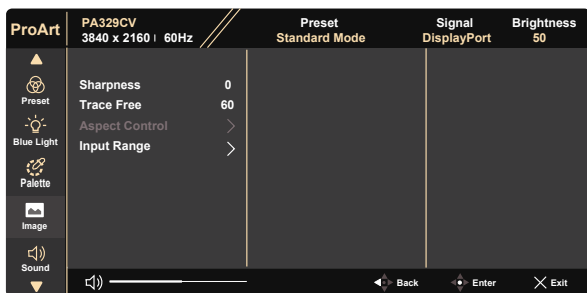 ProArt
PA329CV
3840 x 2160 | 60Hz
Preset
Standard Mode
Signal
DisplayPort
Brightness
50
Preset
Blue Light
Palette
Image
Sound
Sharpness 0
Trace Free 60
Aspect Control
Input Range
Back
Enter
Exit